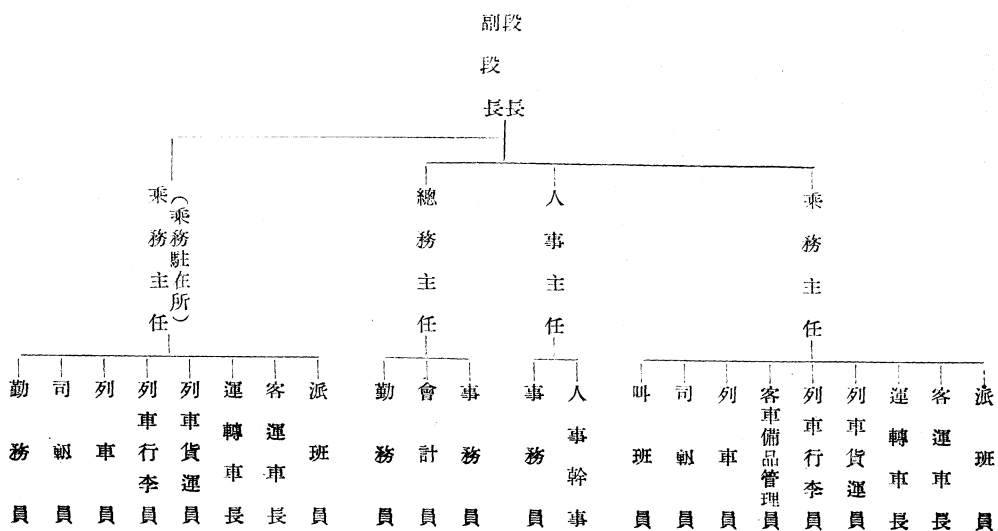 段長
副段長
乘務主任
人事主任
總務主任
乘務主任
(乘務駐在所)
派班員
客運車長
運轉車長
列車貨運員
列車行李員
客車備品管理員
列車員
司軔員
叫班員
人事幹事
事務員
事務員
會計員
勤務員
派班員
客運車長
運轉車長
列車貨運員
列車行李員
列車員
司軔員
勤務員